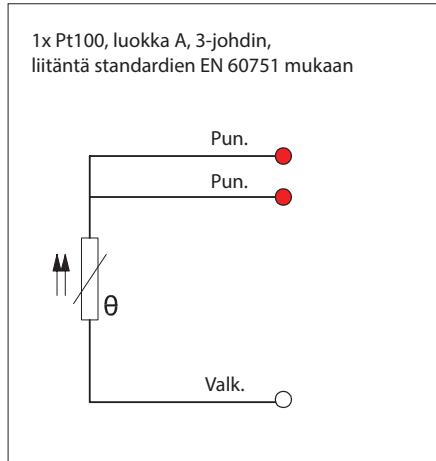 1x Pt100, luokka A, 3-johdin,
liitäntä standardien EN 60751 mukaan
Pun.
Pun.
θ
Valk.